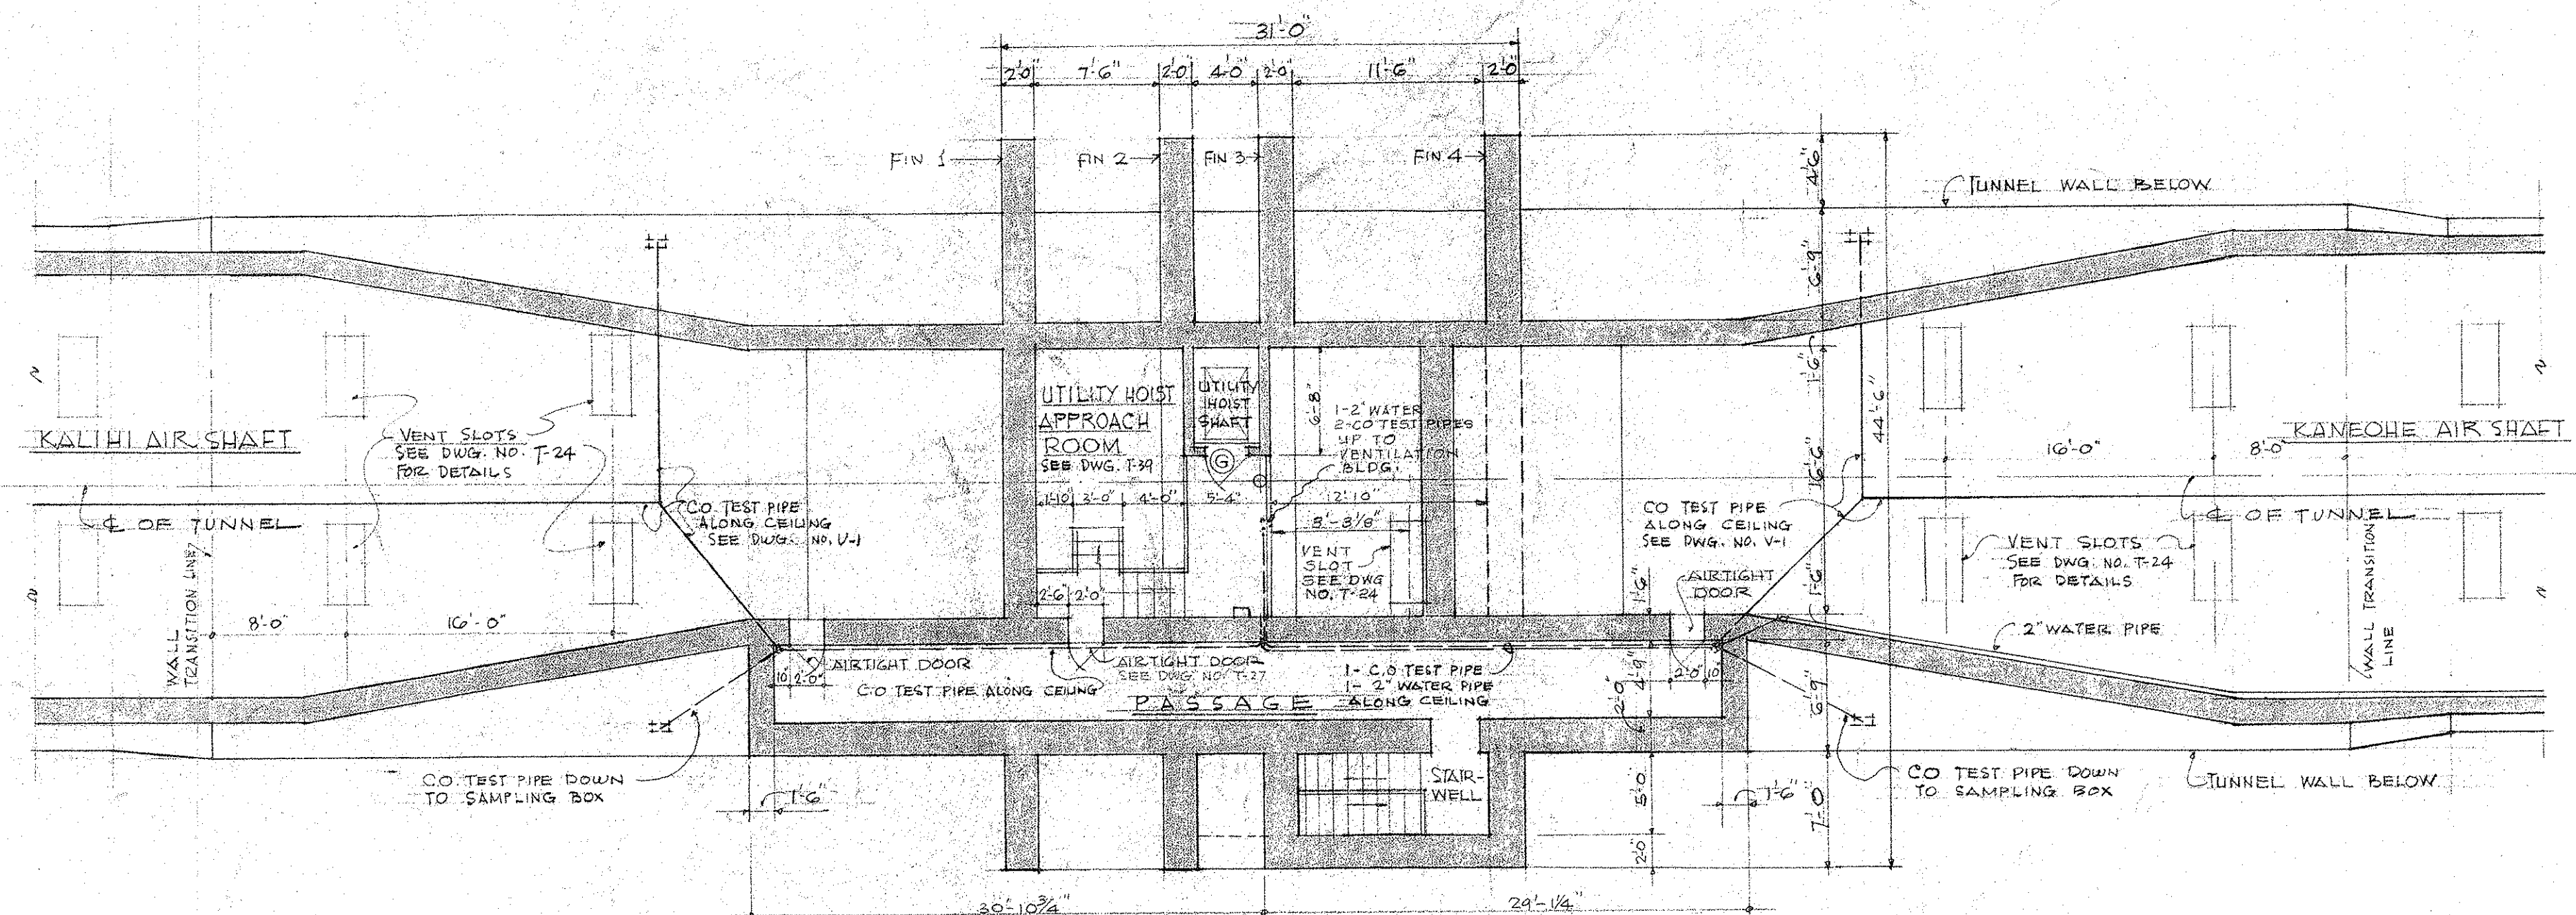 31'-0"
2'-0" 7'-6" 2'-0" 4'-0" 2'-0" 11'-6" 2'-0"
FIN 1
FIN 2
FIN 3
FIN 4
4'-6"
TUNNEL WALL BELOW
6'-9"
1'-6"
44'-6"
16'-6"
KALIHI AIR SHAFT
VENT SLOTS
SEE DWG. NO. T-24
FOR DETAILS
UTILITY HOIST
APPROACH
ROOM
SEE DWG. T-39
UTILITY
HOIST
SHAFT
G
6'-8"
1-2" WATER
2-CO TEST PIPES
UP TO
VENTILATION
BLDG.
KANEOHE AIR SHAFT
16'-0"
8'-0"
1'-10" 3'-0" 4'-0" 5'-4" 12'-10"
℄ OF TUNNEL
CO TEST PIPE
ALONG CEILING
SEE DWG. NO. V-1
VENT
SLOT
SEE DWG
NO. T-24
CO TEST PIPE
ALONG CEILING
SEE DWG. NO. V-1
℄ OF TUNNEL
VENT SLOTS
SEE DWG. NO. T-24
FOR DETAILS
WALL
TRANSITION LINE
8'-0"
16'-0"
2'-6" 2'-0"
1'-6"
AIRTIGHT
DOOR
1'-6"
2" WATER PIPE
WALL TRANSITION
LINE
AIRTIGHT DOOR
10" 2'-0"
CO TEST PIPE ALONG CEILING
AIRTIGHT DOOR
SEE DWG. NO. T-27
1- C.O TEST PIPE
1- 2" WATER PIPE
ALONG CEILING
PASSAGE
4'-9"
2'-0"
2'-0" 10"
6'-9"
CO TEST PIPE DOWN
TO SAMPLING BOX
1'-6"
STAIR-
WELL
5'-0"
2'-0"
1'-6"
7'-0"
CO TEST PIPE DOWN
TO SAMPLING BOX
TUNNEL WALL BELOW
30'-10¾"
29'-1¼"